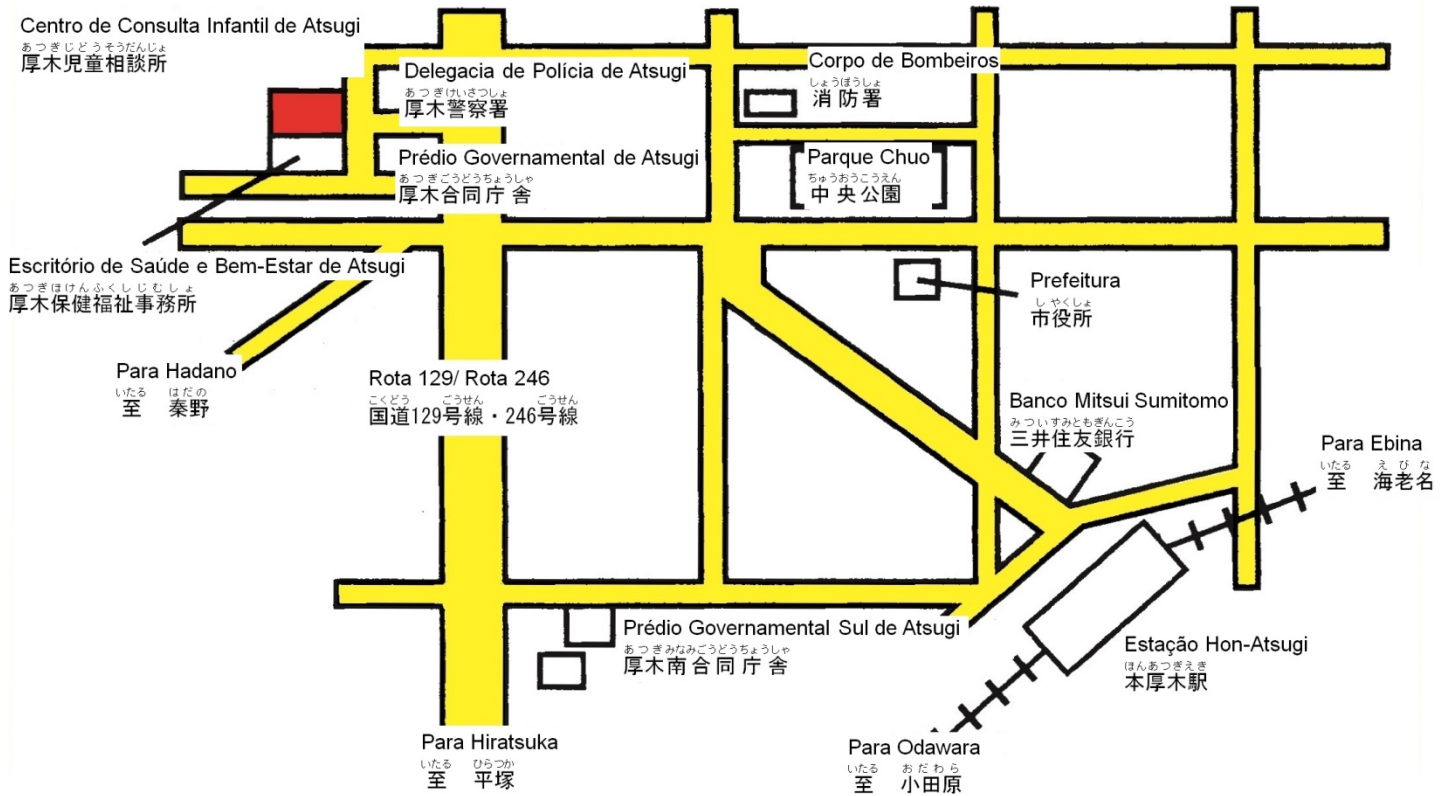 Centro de Consulta Infantil de Atsugi
あつぎじどうそうだんじょ
厚木児童相談所
Delegacia de Polícia de Atsugi
あつぎけいさつしょ
厚木警察署
Corpo de Bombeiros
しょうぼうしょ
消防署
Prédio Governamental de Atsugi
あつぎごうどうちょうしゃ
厚木合同庁舎
Parque Chuo
ちゅうおうこうえん
中央公園
Escritório de Saúde e Bem-Estar de Atsugi
あつぎほけんふくしじむしょ
厚木保健福祉事務所
Prefeitura
しやくしょ
市役所
Para Hadano
いたる はだの
至 秦野
Rota 129/ Rota 246
こくどう ごうせん ごうせん
国道129号線・246号線
Banco Mitsui Sumitomo
みついすみともぎんこう
三井住友銀行
Para Ebina
いたる えびな
至 海老名
Prédio Governamental Sul de Atsugi
あつぎみなみごうどうちょうしゃ
厚木南合同庁舎
Estação Hon-Atsugi
ほんあつぎえき
本厚木駅
Para Hiratsuka
いたる ひらつか
至 平塚
Para Odawara
いたる おだわら
至 小田原